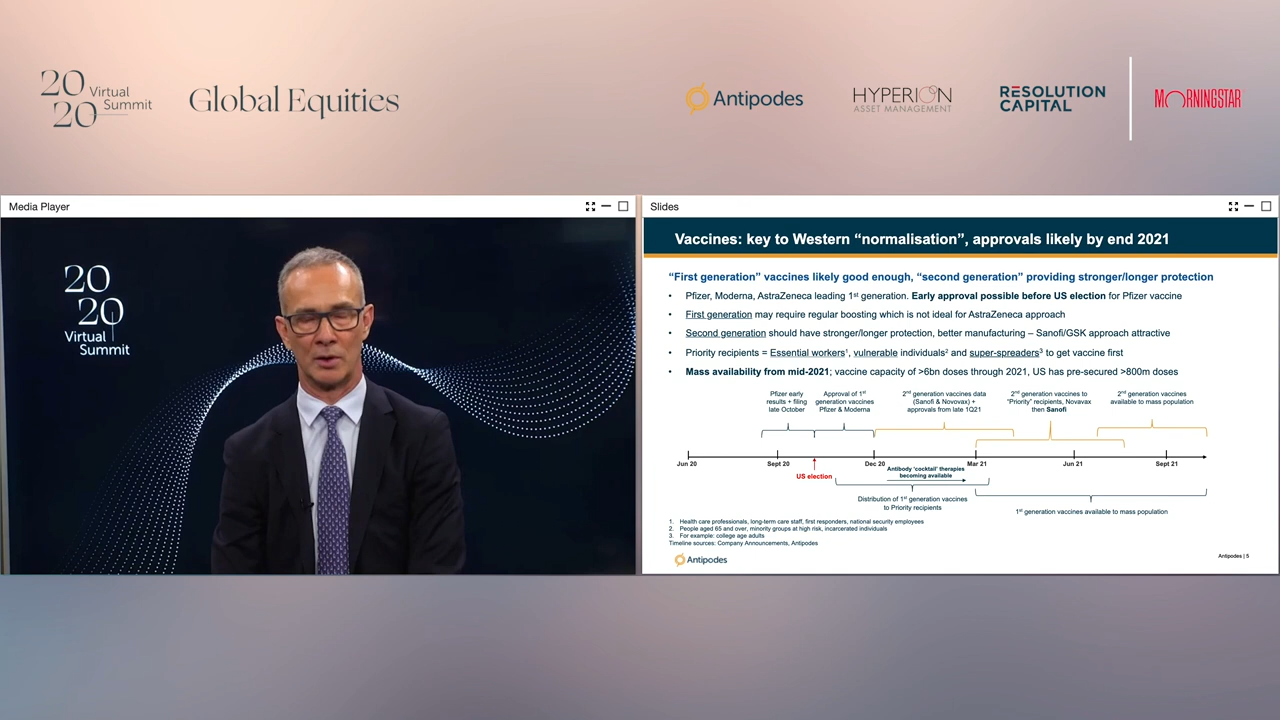 20
20
Virtual
Summit
Global Equities
Antipodes
HYPERION
ASSET MANAGEMENT
RESOLUTION
CAPITAL
MORNINGSTAR
Media Player
20
20
Virtual
Summit
Slides
Vaccines: key to Western “normalisation”, approvals likely by end 2021
“First generation” vaccines likely good enough, “second generation” providing stronger/longer protection
• Pfizer, Moderna, AstraZeneca leading 1st generation. Early approval possible before US election for Pfizer vaccine
• First generation may require regular boosting which is not ideal for AstraZeneca approach
• Second generation should have stronger/longer protection, better manufacturing – Sanofi/GSK approach attractive
• Priority recipients = Essential workers1, vulnerable individuals2 and super-spreaders3 to get vaccine first
• Mass availability from mid-2021; vaccine capacity of >6bn doses through 2021, US has pre-secured >800m doses
Pfizer early
results + filing
late October
Approval of 1st
generation vaccines
Pfizer & Moderna
2nd generation vaccines data
(Sanofi & Novovax) +
approvals from late 1Q21
2nd generation vaccines to
“Priority” recipients, Novavax
then Sanofi
2nd generation vaccines
available to mass population
Jun 20
Sept 20
Dec 20
Mar 21
Jun 21
Sept 21
US election
Antibody ‘cocktail’ therapies
becoming available
Distribution of 1st generation vaccines
to Priority recipients
1st generation vaccines available to mass population
1. Health care professionals, long-term care staff, first responders, national security employees
2. People aged 65 and over, minority groups at high risk, incarcerated individuals
3. For example: college age adults
Timeline sources: Company Announcements, Antipodes
Antipodes
Antipodes | 5